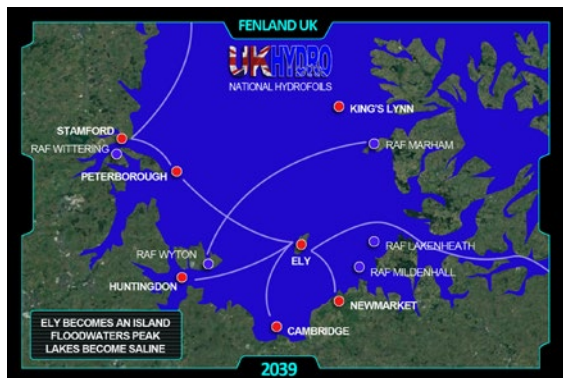 FENLAND UK
UK HYDRO
NATIONAL HYDROFOILS
KING'S LYNN
STAMFORD
RAF WITTERING
RAF MARHAM
PETERBOROUGH
RAF LAKENHEATH
RAF WYTON
ELY
RAF MILDENHALL
HUNTINGDON
NEWMARKET
ELY BECOMES AN ISLAND
FLOODWATERS PEAK
LAKES BECOME SALINE
CAMBRIDGE
2039